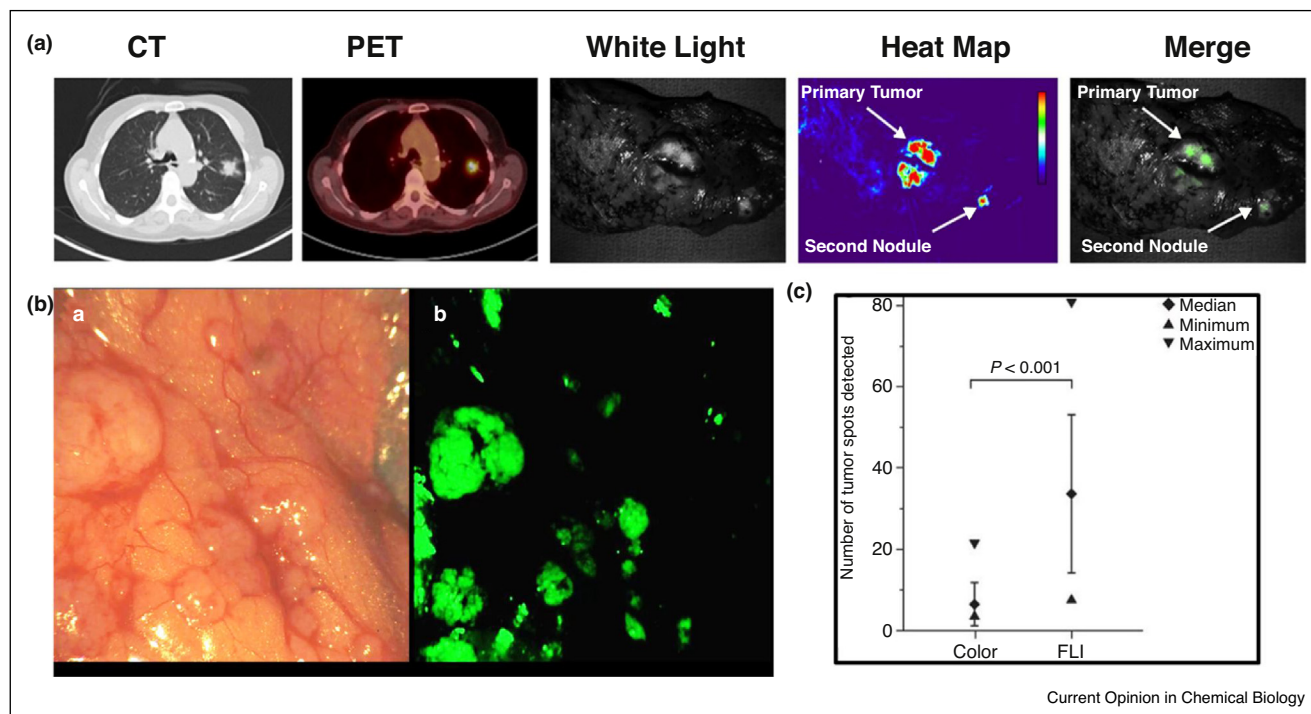 (a)
CT
PET
White Light
Heat Map
Merge
Primary Tumor
Second Nodule
Primary Tumor
Second Nodule
(b)
a
b
(c)
80
60
40
20
0
Number of tumor spots detected
P < 0.001
Median
Minimum
Maximum
Color
FLI
Current Opinion in Chemical Biology